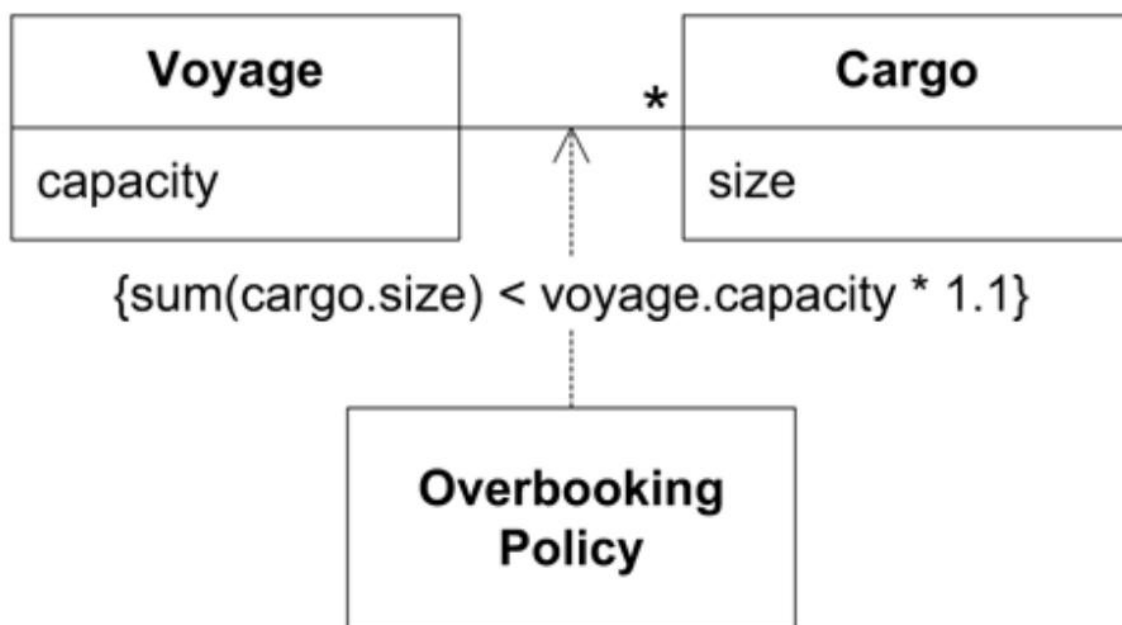 Voyage
capacity
*
Cargo
size
{sum(cargo.size) < voyage.capacity * 1.1}
Overbooking
Policy